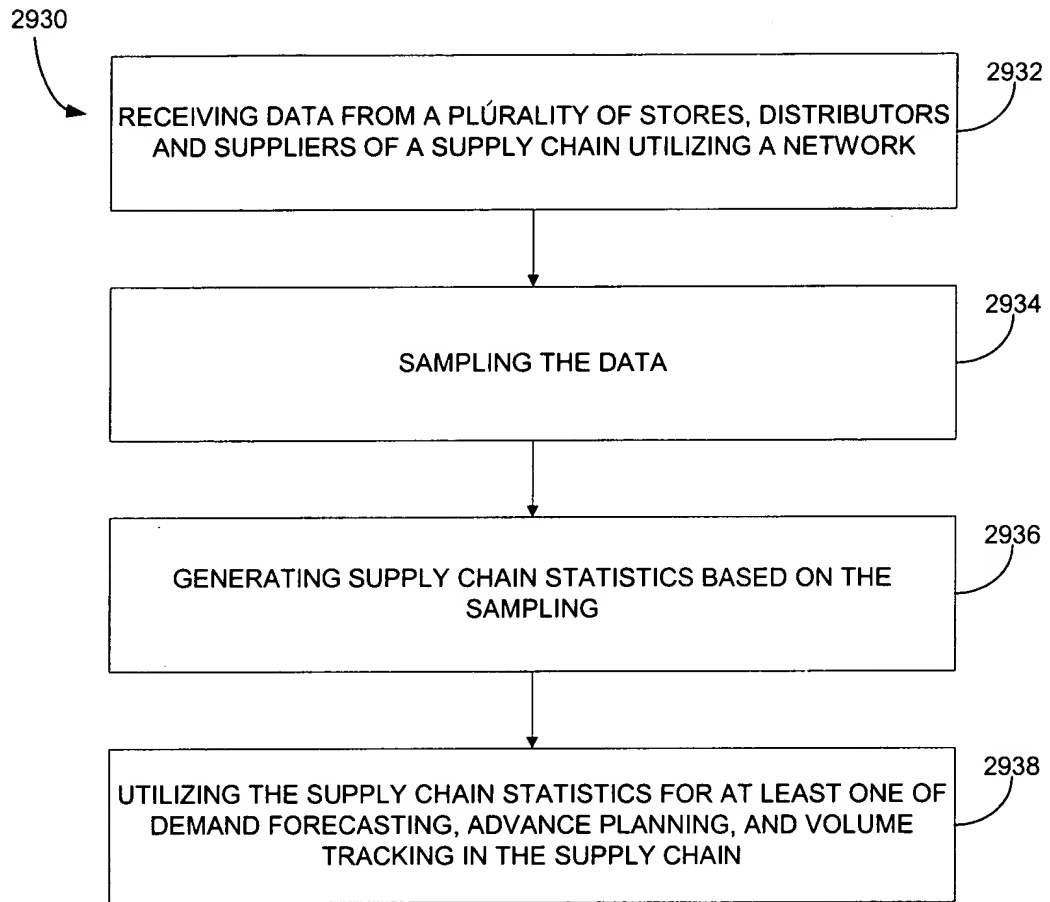 2930
2932
RECEIVING DATA FROM A PLURALITY OF STORES, DISTRIBUTORS
AND SUPPLIERS OF A SUPPLY CHAIN UTILIZING A NETWORK
2934
SAMPLING THE DATA
2936
GENERATING SUPPLY CHAIN STATISTICS BASED ON THE
SAMPLING
2938
UTILIZING THE SUPPLY CHAIN STATISTICS FOR AT LEAST ONE OF
DEMAND FORECASTING, ADVANCE PLANNING, AND VOLUME
TRACKING IN THE SUPPLY CHAIN